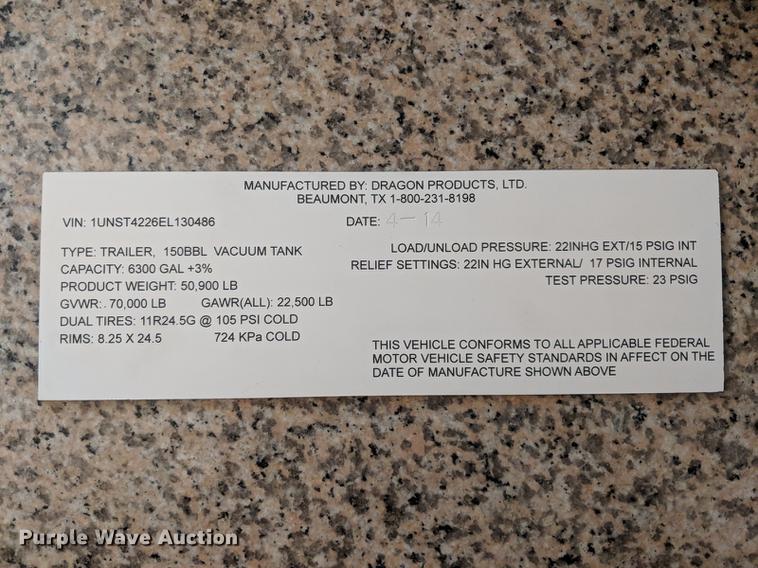 MANUFACTURED BY: DRAGON PRODUCTS, LTD.
BEAUMONT, TX 1-800-231-8198
VIN: 1UNST4226EL130486 DATE: 4-14
TYPE: TRAILER, 150BBL VACUUM TANK
CAPACITY: 6300 GAL +3%
PRODUCT WEIGHT: 50,900 LB
GVWR: 70,000 LB GAWR(ALL): 22,500 LB
DUAL TIRES: 11R24.5G @ 105 PSI COLD
RIMS: 8.25 X 24.5 724 KPa COLD
LOAD/UNLOAD PRESSURE: 22INHG EXT/15 PSIG INT
RELIEF SETTINGS: 22IN HG EXTERNAL/ 17 PSIG INTERNAL
TEST PRESSURE: 23 PSIG
THIS VEHICLE CONFORMS TO ALL APPLICABLE FEDERAL
MOTOR VEHICLE SAFETY STANDARDS IN AFFECT ON THE
DATE OF MANUFACTURE SHOWN ABOVE
Purple Wave Auction